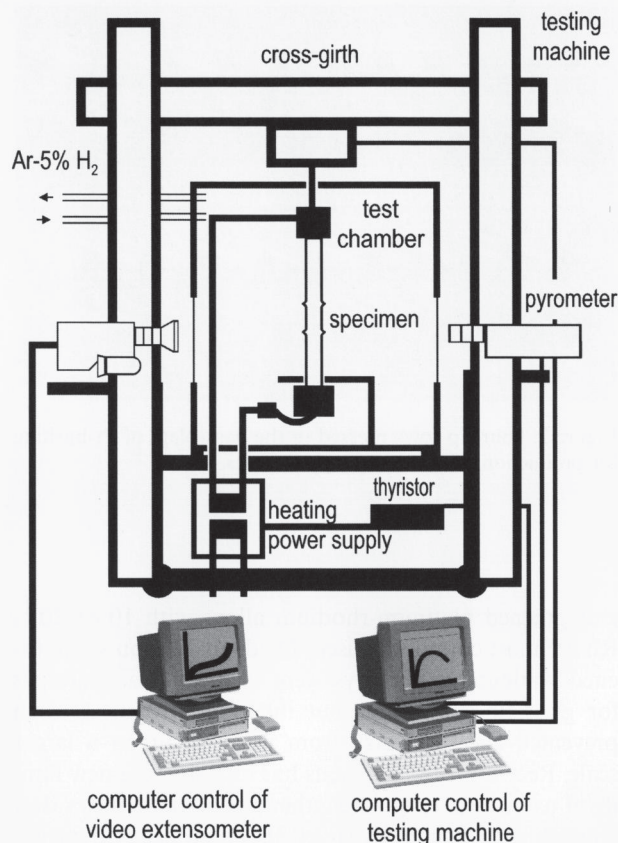 testing
machine
cross-girth
Ar-5% H₂
test
chamber
pyrometer
specimen
thyristor
heating
power supply
computer control of
video extensometer
computer control of
testing machine